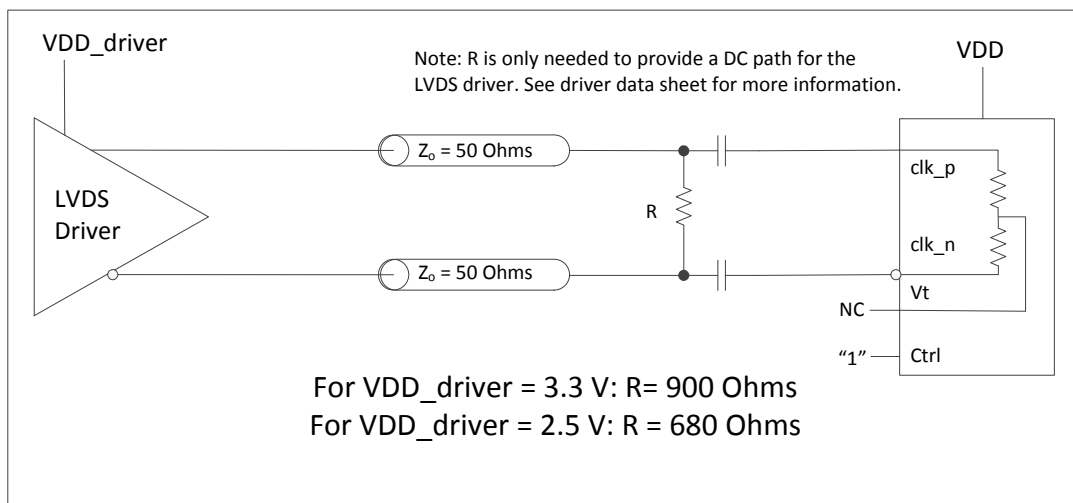 VDD_driver
Note: R is only needed to provide a DC path for the
LVDS driver. See driver data sheet for more information.
VDD
Zo = 50 Ohms
clk_p
LVDS
Driver
R
clk_n
Zo = 50 Ohms
Vt
NC
“1”
Ctrl
For VDD_driver = 3.3 V: R= 900 Ohms
For VDD_driver = 2.5 V: R = 680 Ohms